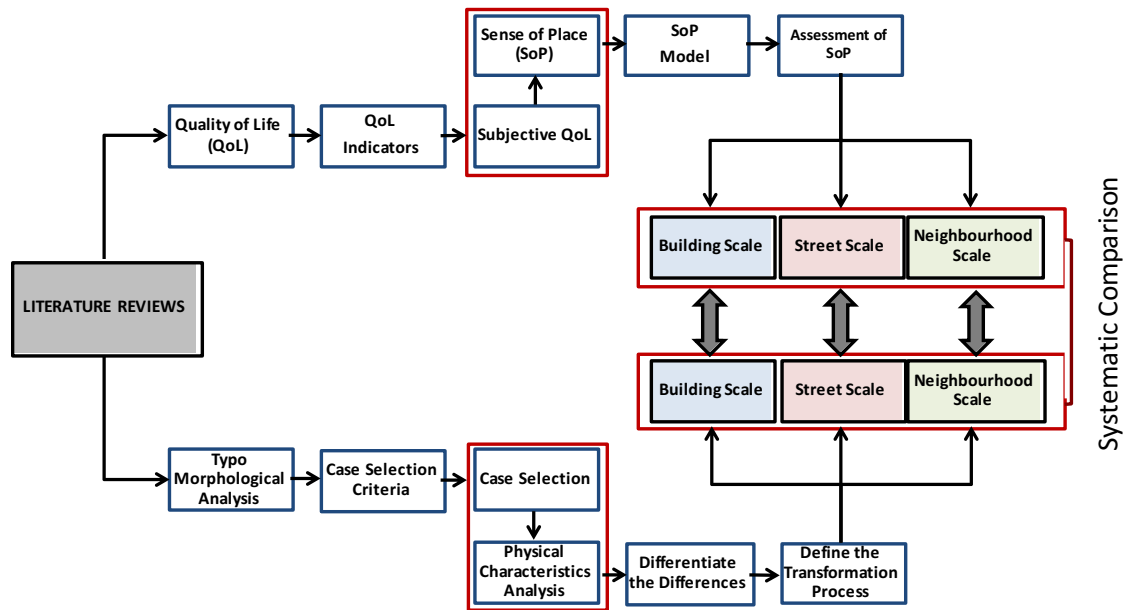 Sense of Place
(SoP)
SoP
Model
Assessment of
SoP
Quality of Life
(QoL)
QoL
Indicators
Subjective QoL
Building Scale
Street Scale
Neighbourhood
Scale
LITERATURE REVIEWS
Systematic Comparison
Building Scale
Street Scale
Neighbourhood
Scale
Typo
Morphological
Analysis
Case Selection
Criteria
Case Selection
Physical
Characteristics
Analysis
Differentiate
the Differences
Define the
Transformation
Process